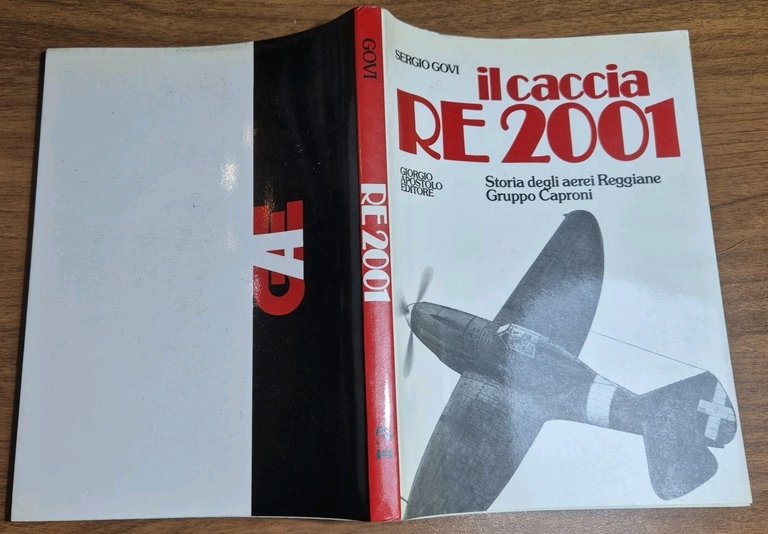 GAE
GOVI
RE 2001
SERGIO GOVI
il caccia
RE 2001
GIORGIO
APOSTOLO
EDITORE
Storia degli aerei Reggiane
Gruppo Caproni